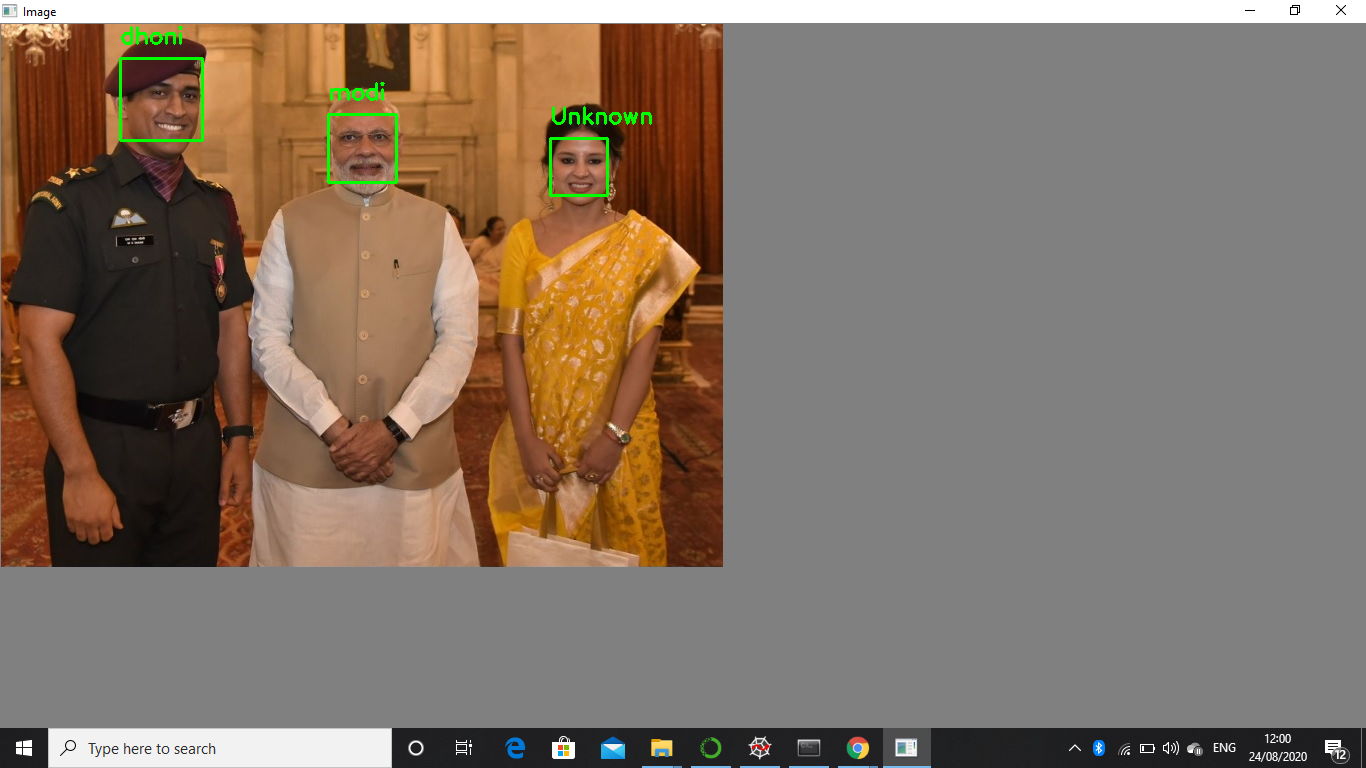 Image
dhoni
modi
Unknown
Type here to search
ENG
12:00
24/08/2020
12